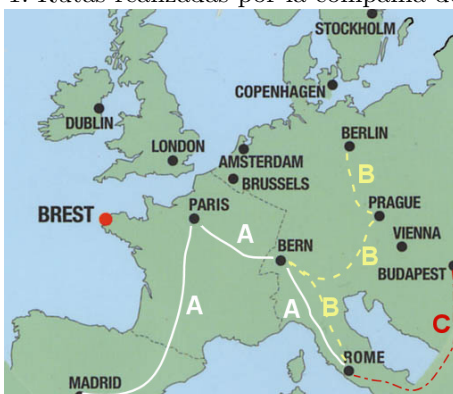 1. Rutas realizadas por la compañía de
STOCKHOLM
COPENHAGEN
DUBLIN
BERLIN
LONDON
AMSTERDAM
B
BRUSSELS
PARIS
PRAGUE
BREST
A
VIENNA
BERN
B
BUDAPEST
A
A
B
C
ROME
MADRID